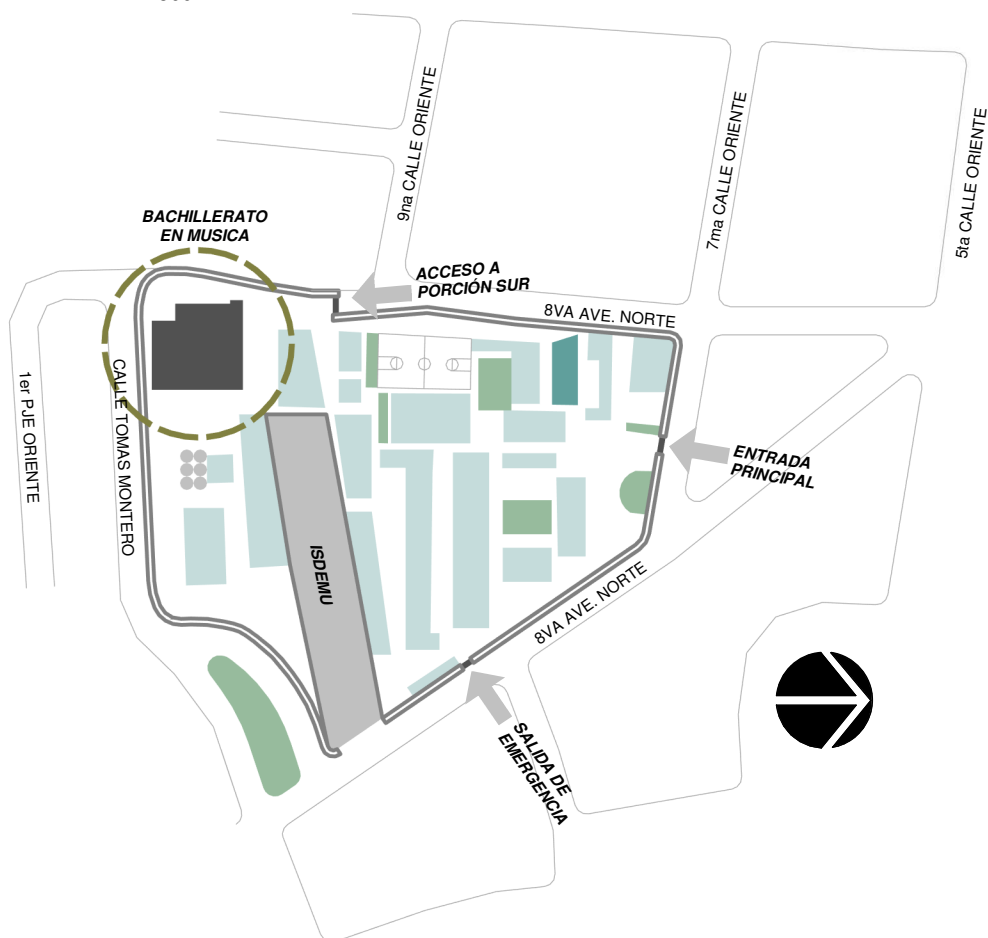 9na CALLE ORIENTE
7ma CALLE ORIENTE
5ta CALLE ORIENTE
BACHILLERATO
EN MUSICA
ACCESO A
PORCIÓN SUR
8VA AVE. NORTE
1er PJE ORIENTE
CALLE TOMAS MONTERO
ENTRADA
PRINCIPAL
ISDEMU
8VA AVE. NORTE
SALIDA DE
EMERGENCIA